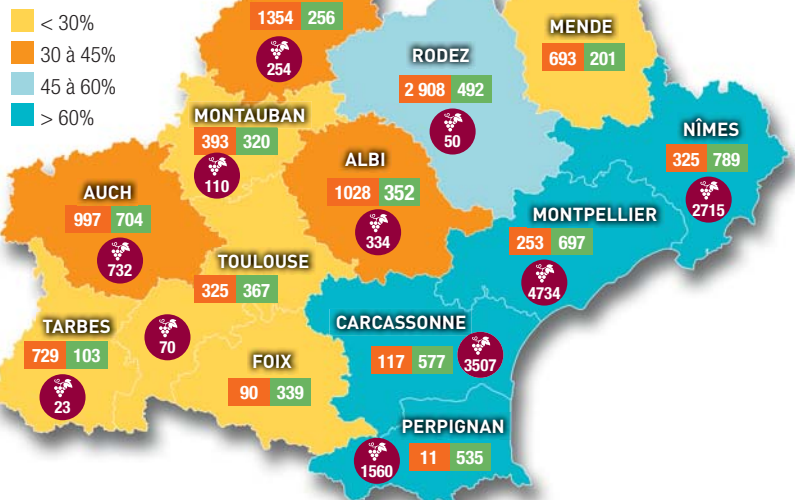 < 30%
30 à 45%
45 à 60%
> 60%
1354 256
254
RODEZ
2 908 492
50
MENDE
693 201
MONTAUBAN
393 320
110
ALBI
1028 352
334
NÎMES
325 789
2715
AUCH
997 704
732
MONTPELLIER
253 697
4734
TOULOUSE
325 367
70
TARBES
729 103
23
FOIX
90 339
CARCASSONNE
117 577
3507
PERPIGNAN
11 535
1560